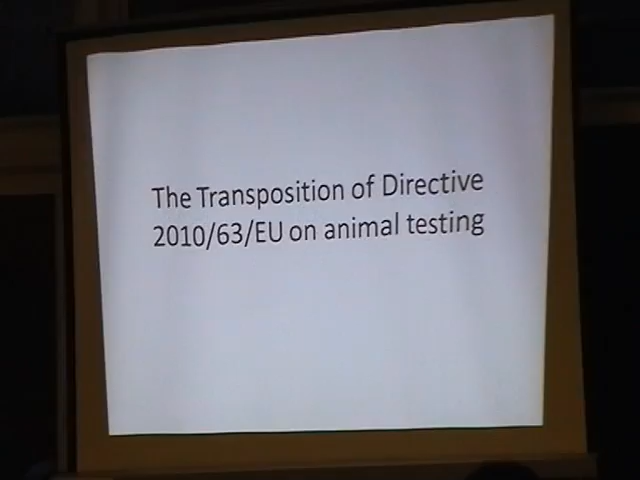 The Transposition of Directive
2010/63/EU on animal testing